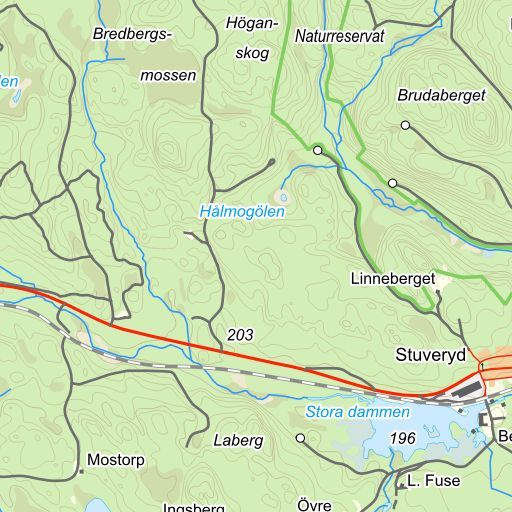 Högan-
skog
Naturreservat
Bredbergs-
mossen
Brudaberget
Hålmogölen
Linneberget
203
Stuveryd
Stora dammen
196
Laberg
Mostorp
L. Fuse
Övre
Ingsberg